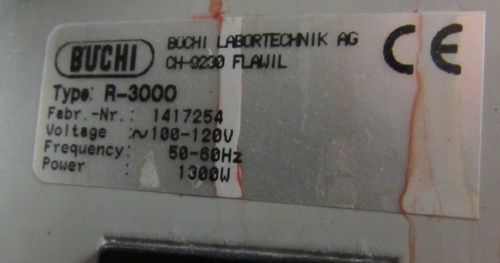 BÜCHI
BÜCHI LABORTECHNIK AG
CH-9230 FLAWIL
CE
Type: R-3000
Fabr.-Nr.: 1417254
Voltage ~100-120V
Frequency: 50-60Hz
Power 1300W